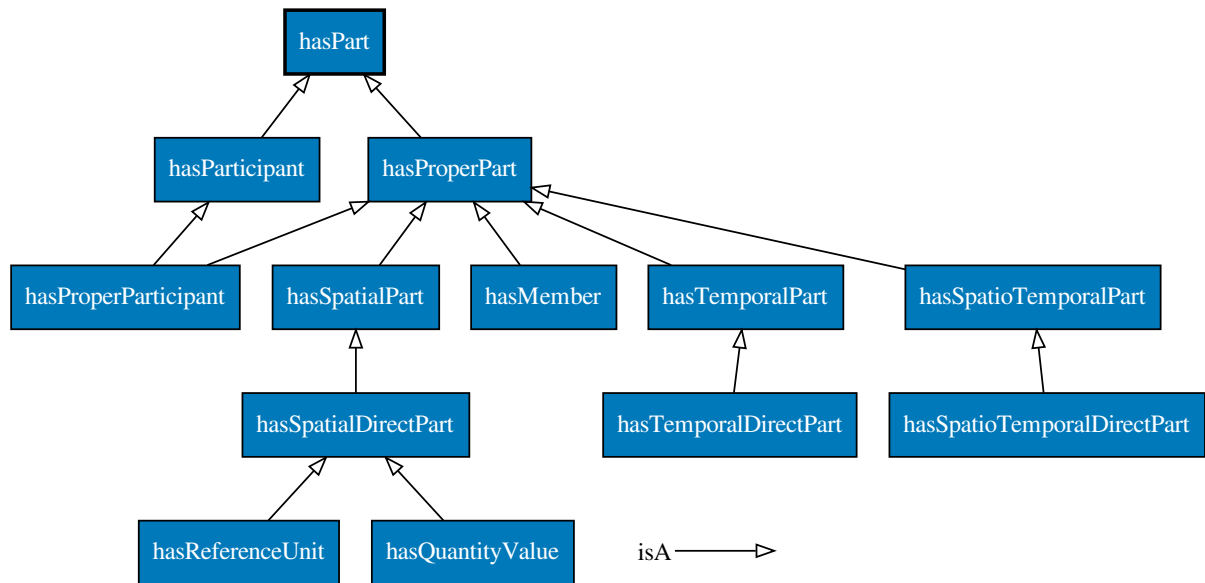 hasPart
hasParticipant
hasProperPart
hasProperParticipant
hasSpatialPart
hasMember
hasTemporalPart
hasSpatioTemporalPart
hasSpatialDirectPart
hasTemporalDirectPart
hasSpatioTemporalDirectPart
hasReferenceUnit
hasQuantityValue
isA